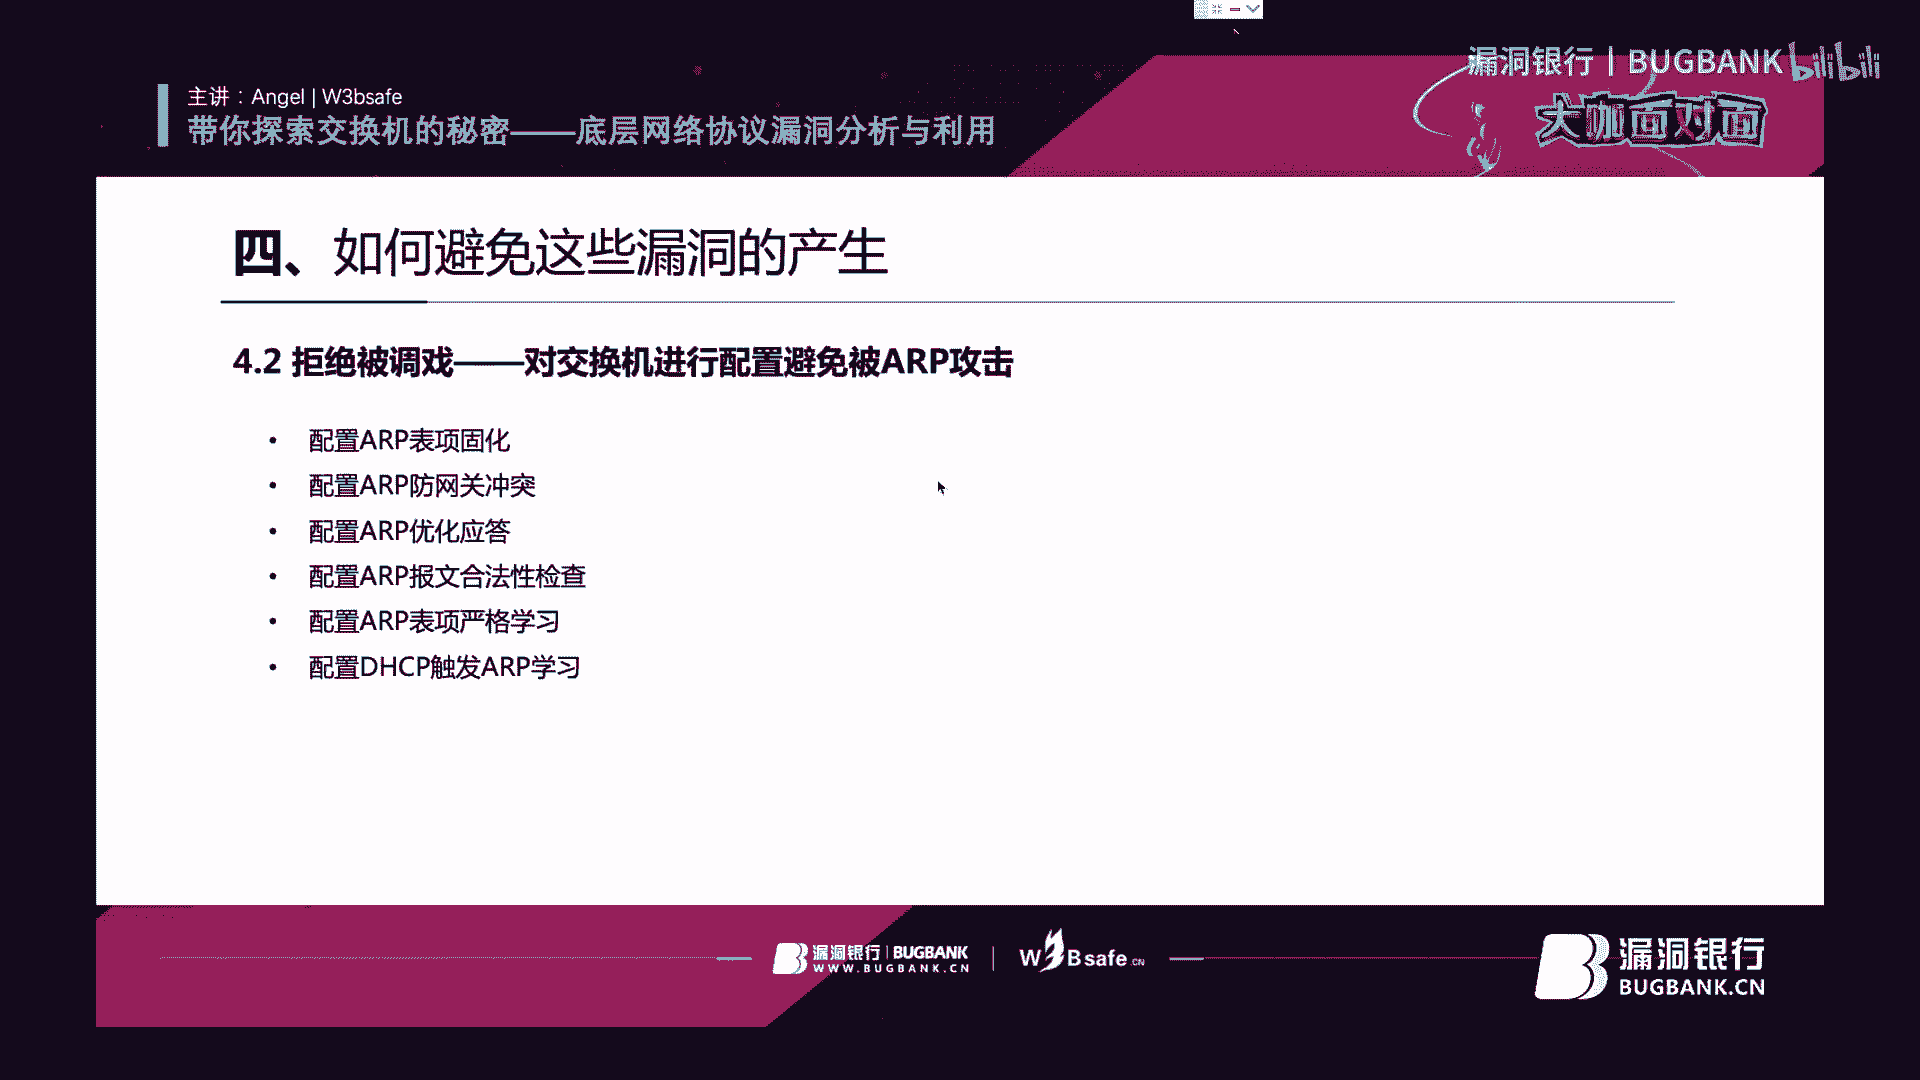 漏洞银行丨BUGBANK bilibili
大咖面对面
主讲：Angel | W3bsafe
带你探索交换机的秘密——底层网络协议漏洞分析与利用
四、如何避免这些漏洞的产生
4.2 拒绝被调戏——对交换机进行配置避免被ARP攻击
• 配置ARP表项固化
• 配置ARP防网关冲突
• 配置ARP优化应答
• 配置ARP报文合法性检查
• 配置ARP表项严格学习
• 配置DHCP触发ARP学习
漏洞银行 | BUGBANK
WWW.BUGBANK.CN
W3Bsafe.CN
漏洞银行
BUGBANK.CN